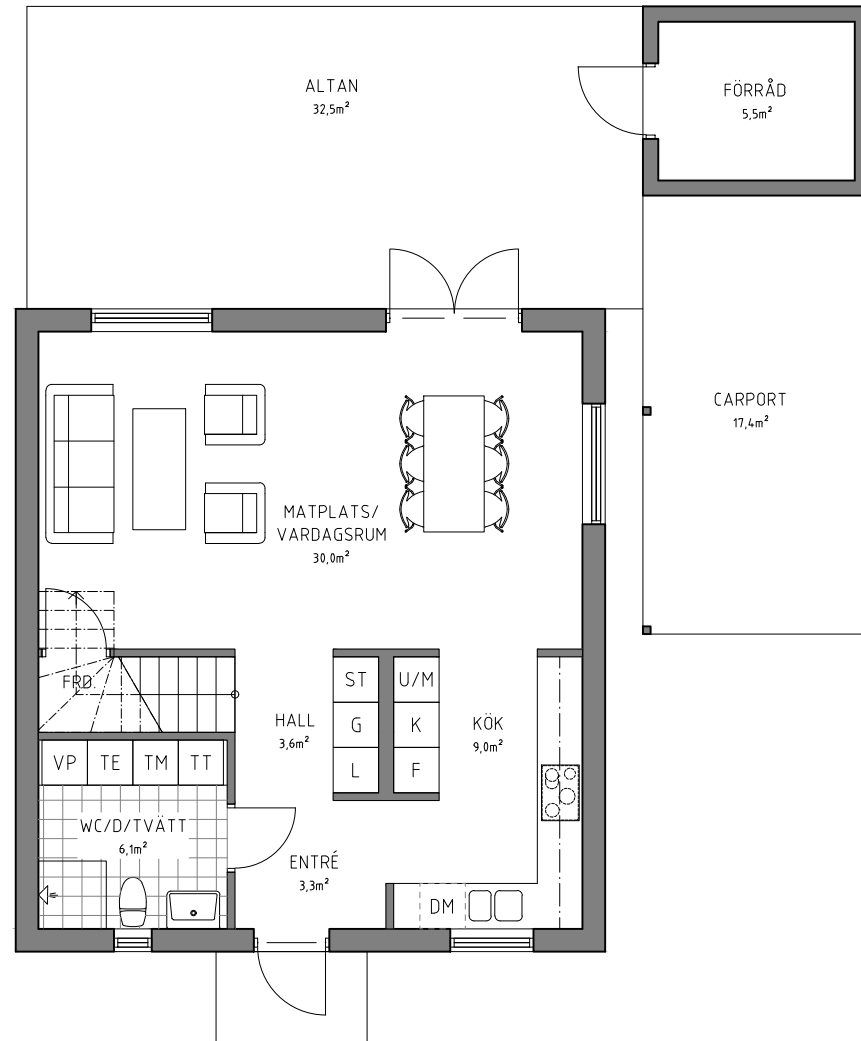 ALTAN
32,5m²
FÖRRÅD
5,5m²
CARPORT
17,4m²
MATPLATS/
VARDAGSRUM
30,0m²
FRD.
ST
U/M
G
K
L
F
HALL
3,6m²
KÖK
9,0m²
VP
TE
TM
TT
WC/D/TVÄTT
6,1m²
ENTRÉ
3,3m²
DM